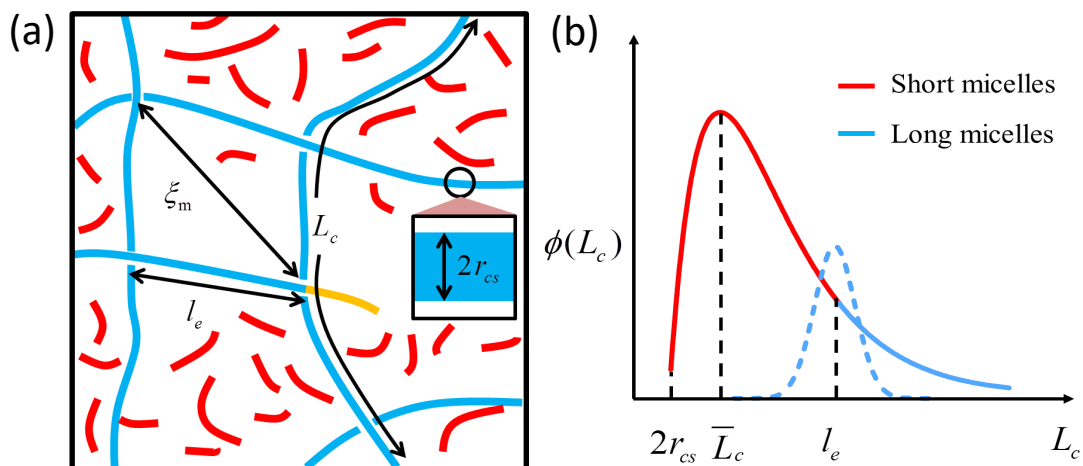 (a)
ξm
Lc
2rcs
le
(b)
Short micelles
Long micelles
ϕ(Lc)
2rcs L̅c le Lc